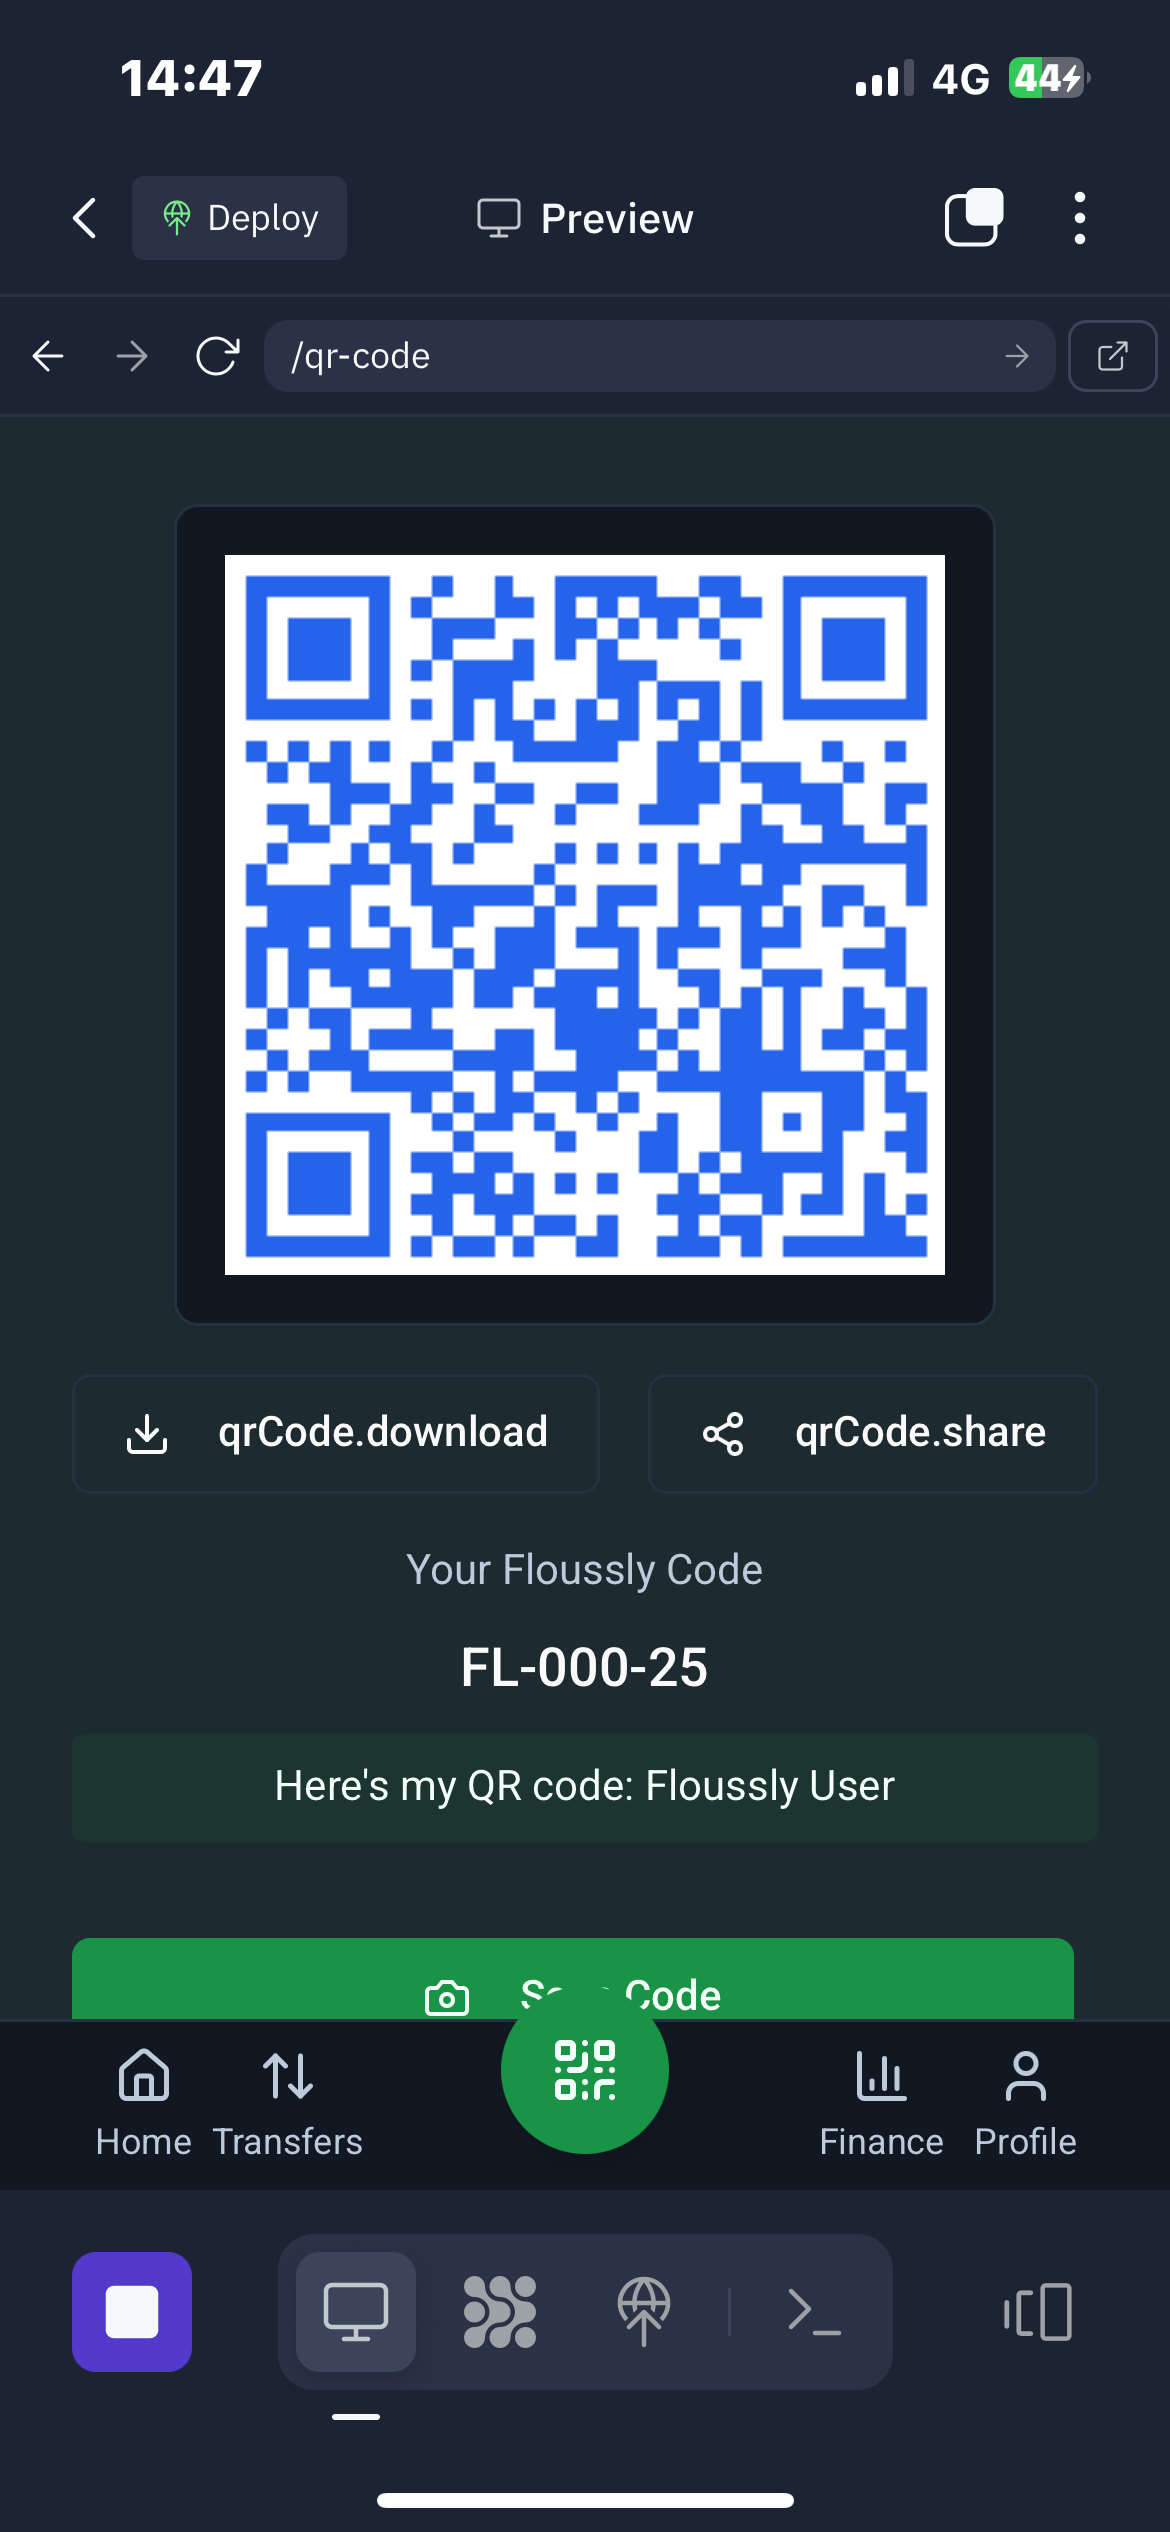 14:47
4G
44
Deploy
Preview
/qr-code
qrCode.download
qrCode.share
Your Floussly Code
FL-000-25
Here's my QR code: Floussly User
Code
Home
Transfers
Finance
Profile